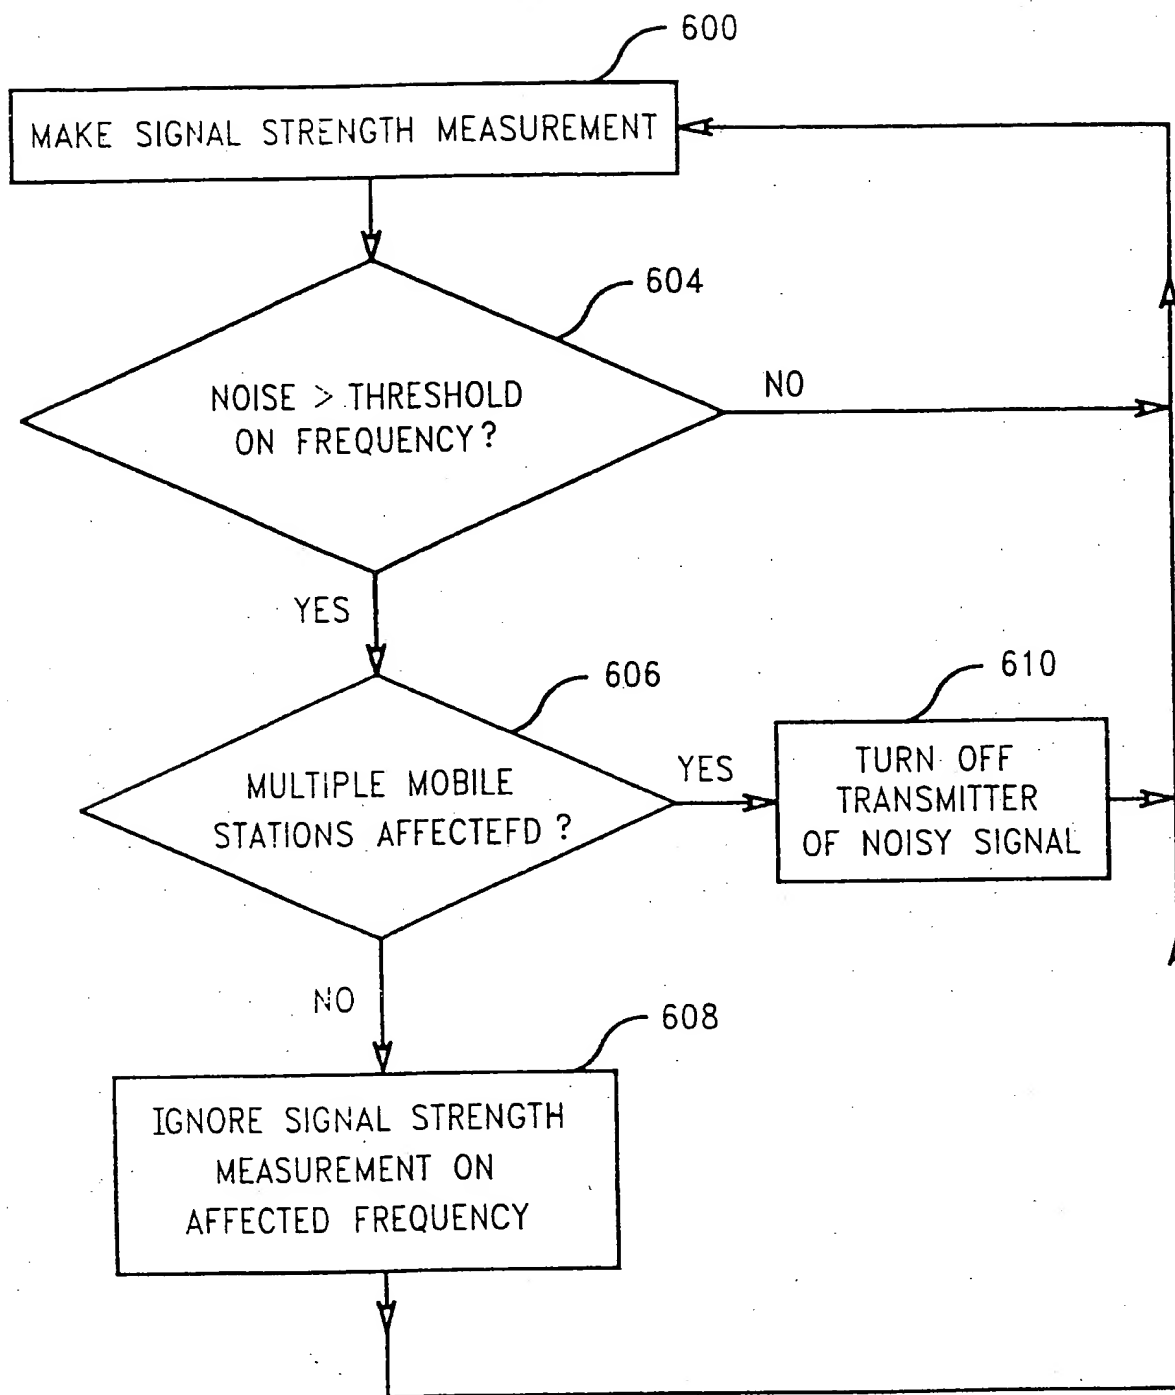 600
MAKE SIGNAL STRENGTH MEASUREMENT
604
NOISE > THRESHOLD
ON FREQUENCY?
NO
YES
606
610
MULTIPLE MOBILE
STATIONS AFFECTEFD ?
YES
TURN OFF
TRANSMITTER
OF NOISY SIGNAL
NO
608
IGNORE SIGNAL STRENGTH
MEASUREMENT ON
AFFECTED FREQUENCY